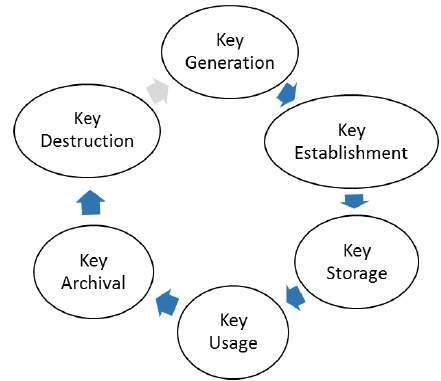 Key
Generation
Key
Establishment
Key
Storage
Key
Usage
Key
Archival
Key
Destruction